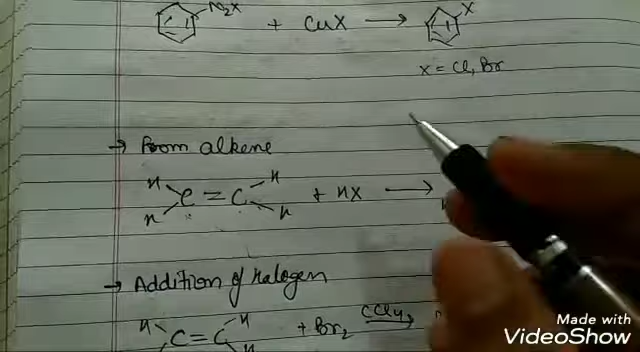 N2X + CuX → X
X = Cl, Br
→ From alkene
H H
C = C + HX →
H H
→ Addition of halogen
H H
C = C + Br2 CCl4 →
Made with
VideoShow